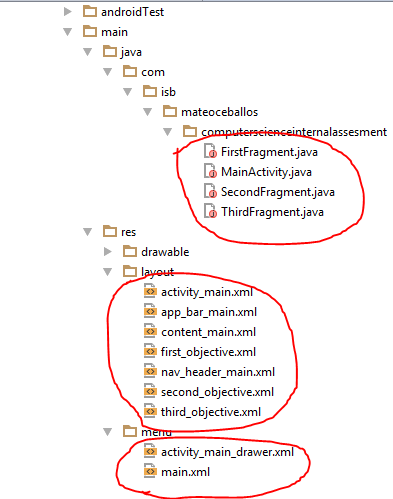 androidTest
main
java
com
isb
mateoceballos
computerscienceinternalassesment
FirstFragment.java
MainActivity.java
SecondFragment.java
ThirdFragment.java
res
drawable
layout
activity_main.xml
app_bar_main.xml
content_main.xml
first_objective.xml
nav_header_main.xml
second_objective.xml
third_objective.xml
menu
activity_main_drawer.xml
main.xml